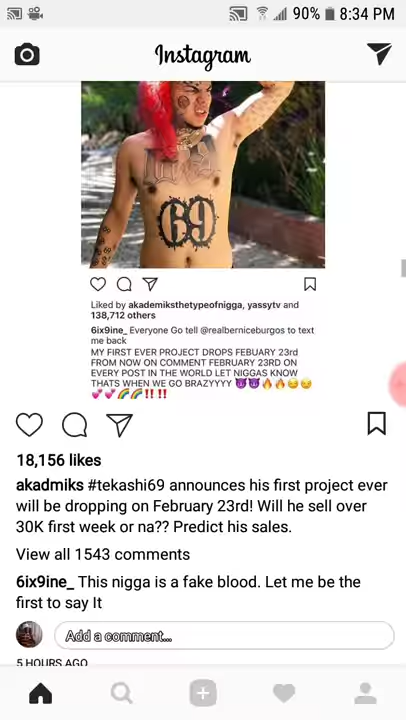 90% 8:34 PM
Instagram
69
Liked by akademiksthetypeofnigga, yassytv and
138,712 others
6ix9ine_ Everyone Go tell @realberniceburgos to text
me back
MY FIRST EVER PROJECT DROPS FEBUARY 23rd
FROM NOW ON COMMENT FEBRUARY 23RD ON
EVERY POST IN THE WORLD LET NIGGAS KNOW
THATS WHEN WE GO BRAZYYYY 😈😈🔥🔥😏😏
💕💕🌈🌈‼️‼️
18,156 likes
akadmiks #tekashi69 announces his first project ever
will be dropping on February 23rd! Will he sell over
30K first week or na?? Predict his sales.
View all 1543 comments
6ix9ine_ This nigga is a fake blood. Let me be the
first to say It
Add a comment...
5 HOURS AGO